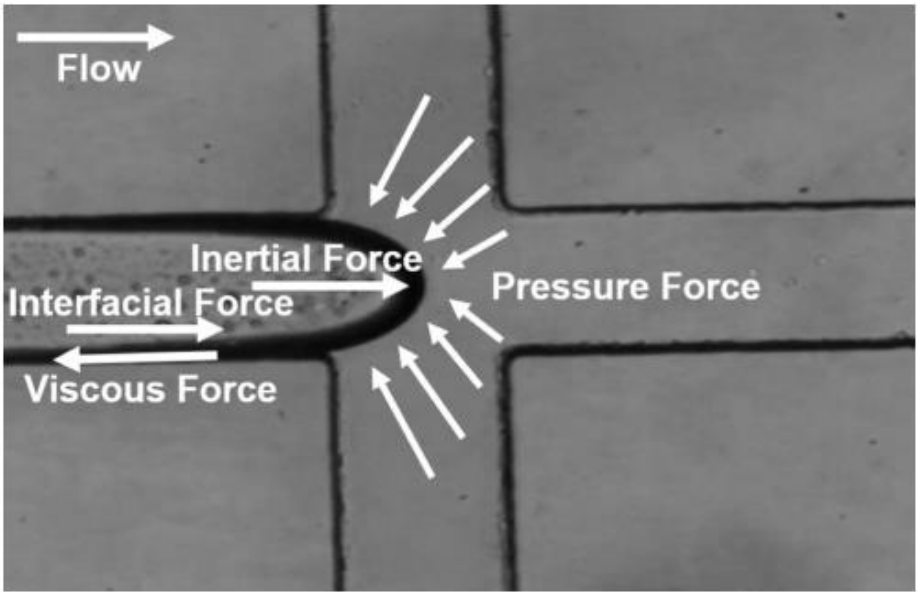 Flow
Inertial Force
Interfacial Force
Pressure Force
Viscous Force